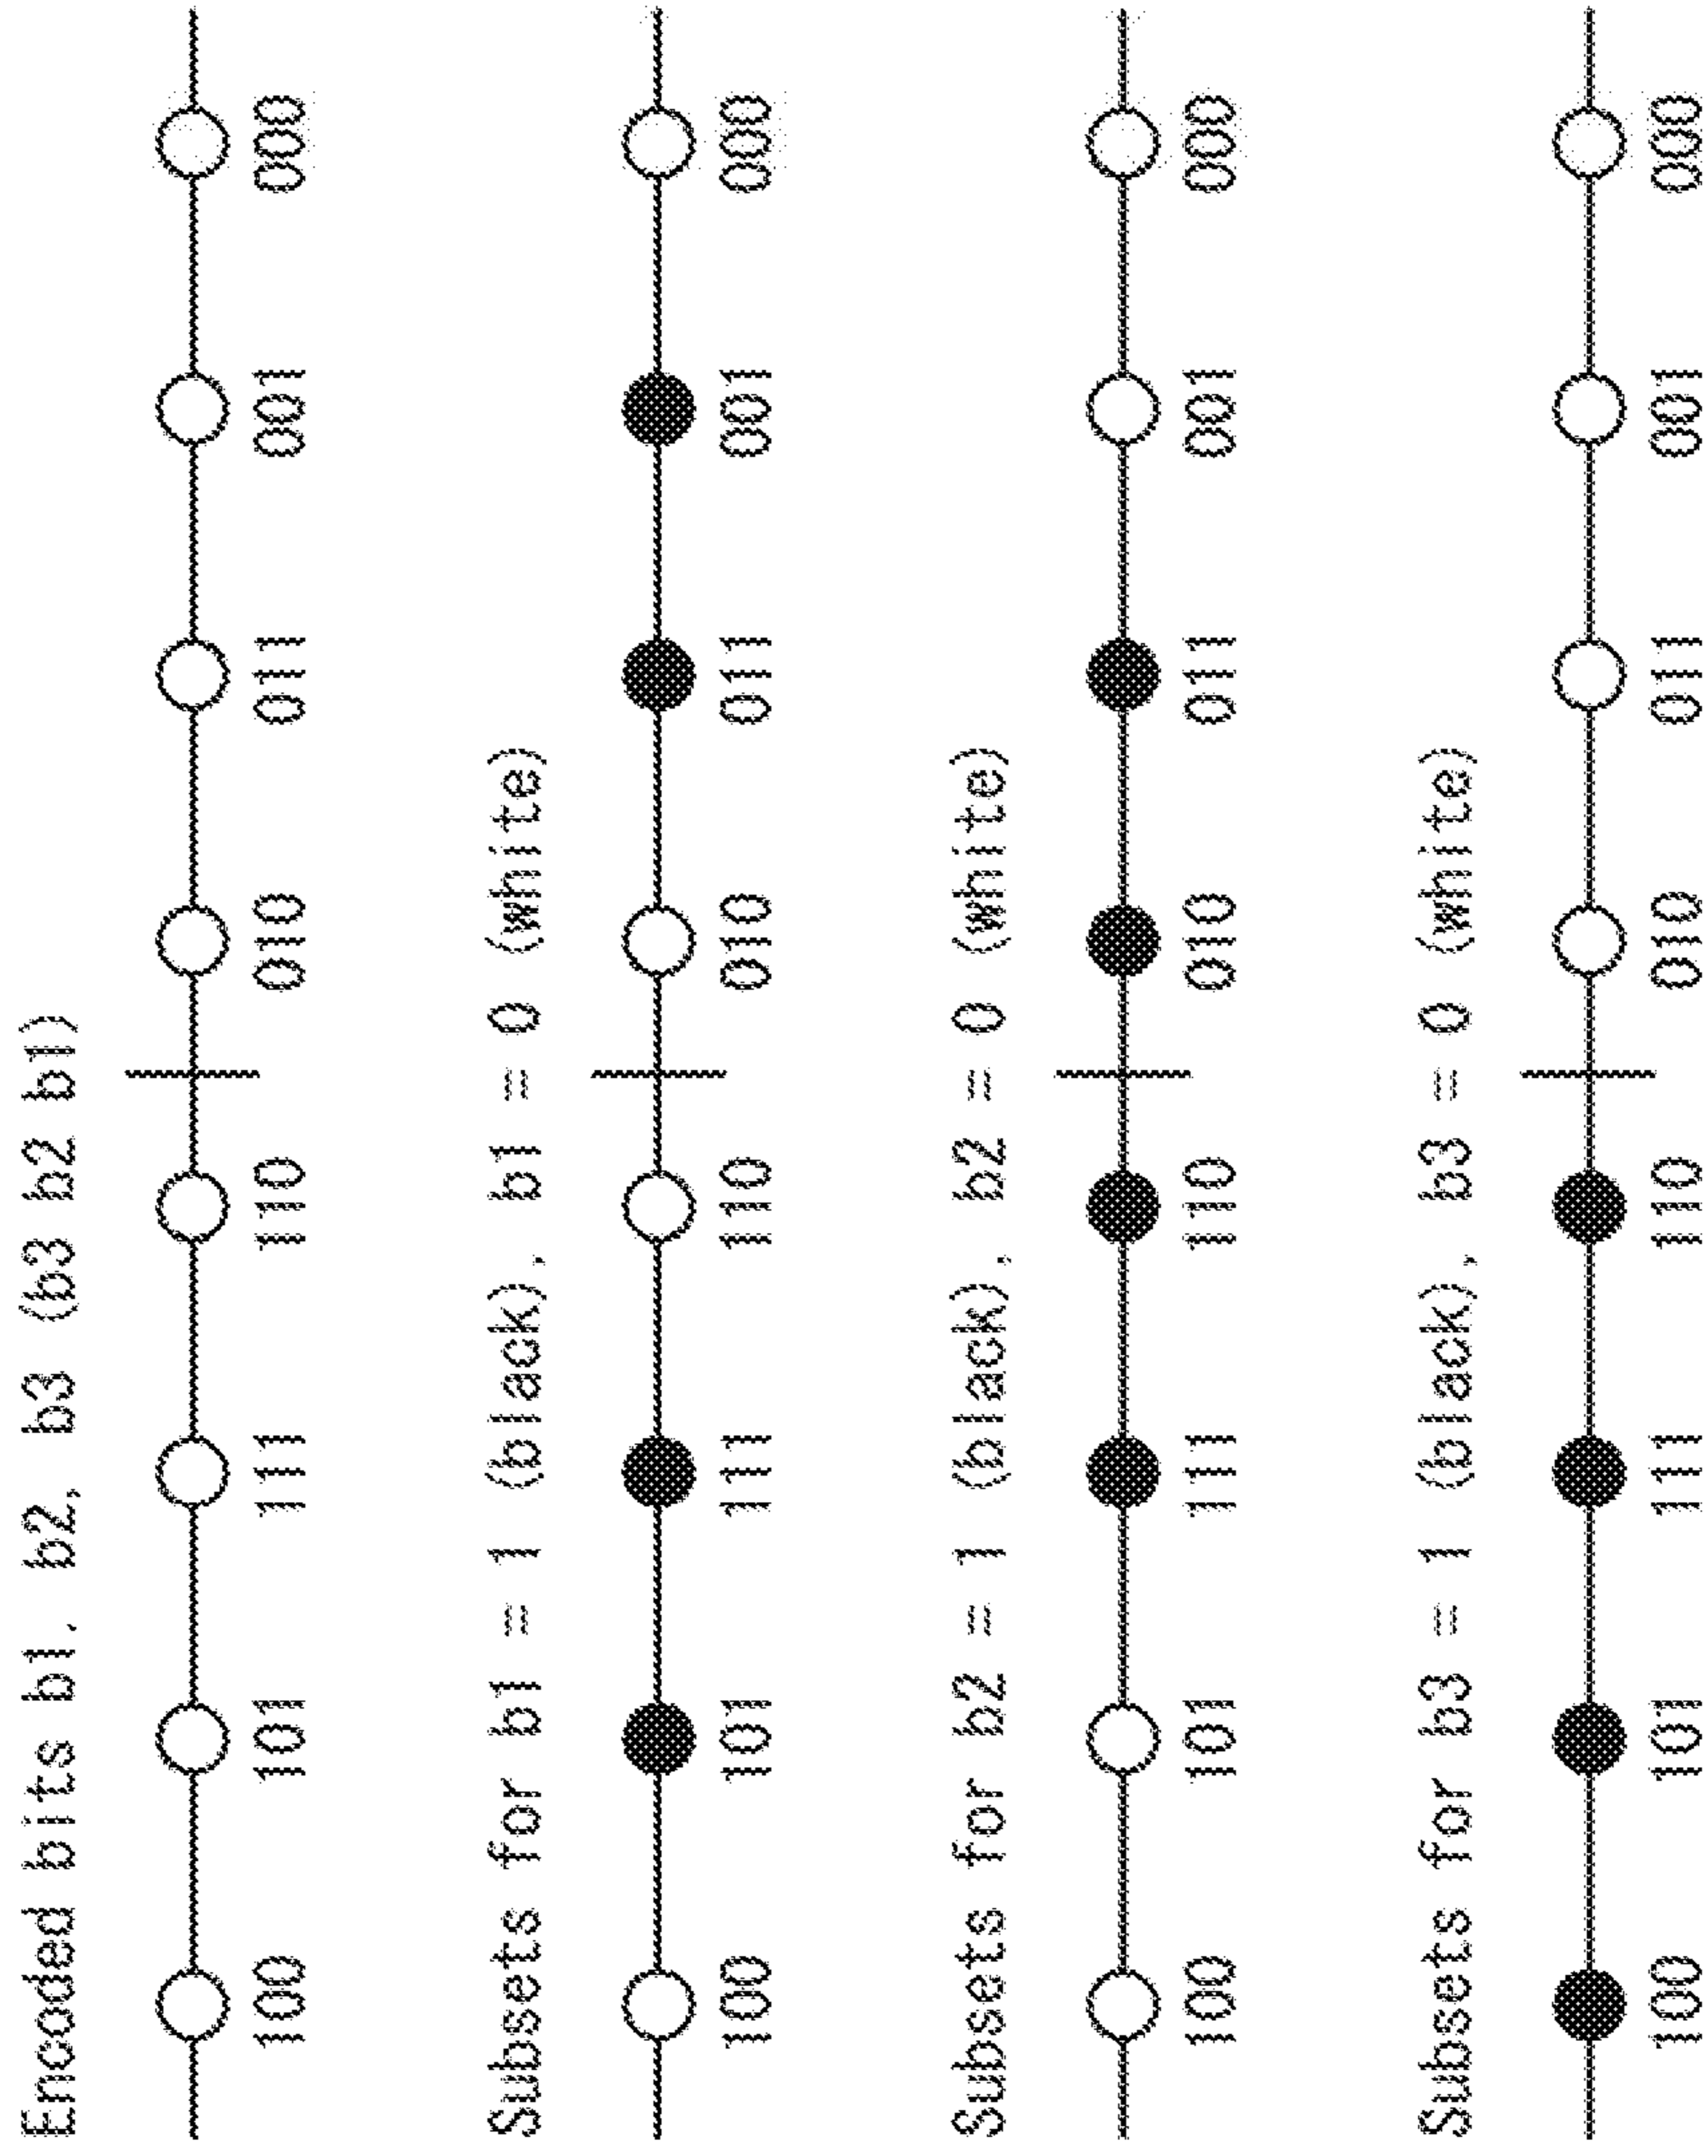 Encoded bits b1, b2, b3 (b3 b2 b1)
100 101 111 110 010 011 001 000
Subsets for b1 = 1 (black), b1 = 0 (white)
100 101 111 110 010 011 001 000
Subsets for b2 = 1 (black), b2 = 0 (white)
100 101 111 110 010 011 001 000
Subsets for b3 = 1 (black), b3 = 0 (white)
100 101 111 110 010 011 001 000